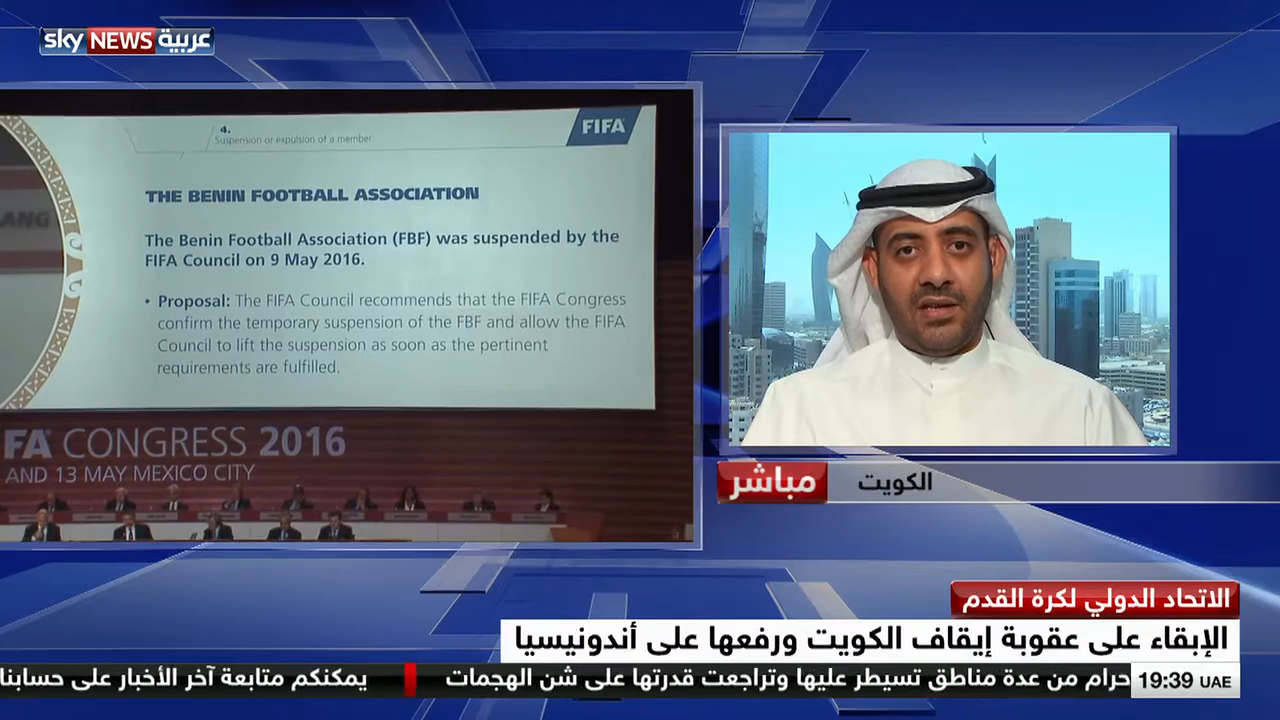 sky NEWS عربية
4.
Suspension or expulsion of a member
FIFA
LANG
THE BENIN FOOTBALL ASSOCIATION
The Benin Football Association (FBF) was suspended by the
FIFA Council on 9 May 2016.
• Proposal: The FIFA Council recommends that the FIFA Congress
confirm the temporary suspension of the FBF and allow the FIFA
Council to lift the suspension as soon as the pertinent
requirements are fulfilled.
FA CONGRESS 2016
AND 13 MAY MEXICO CITY
مباشر
الكويت
الاتحاد الدولي لكرة القدم
الإبقاء على عقوبة إيقاف الكويت ورفعها على أندونيسيا
حرام من عدة مناطق تسيطر عليها وتراجعت قدرتها على شن الهجمات
يمكنكم متابعة آخر الأخبار على حسابنا
19:39 UAE